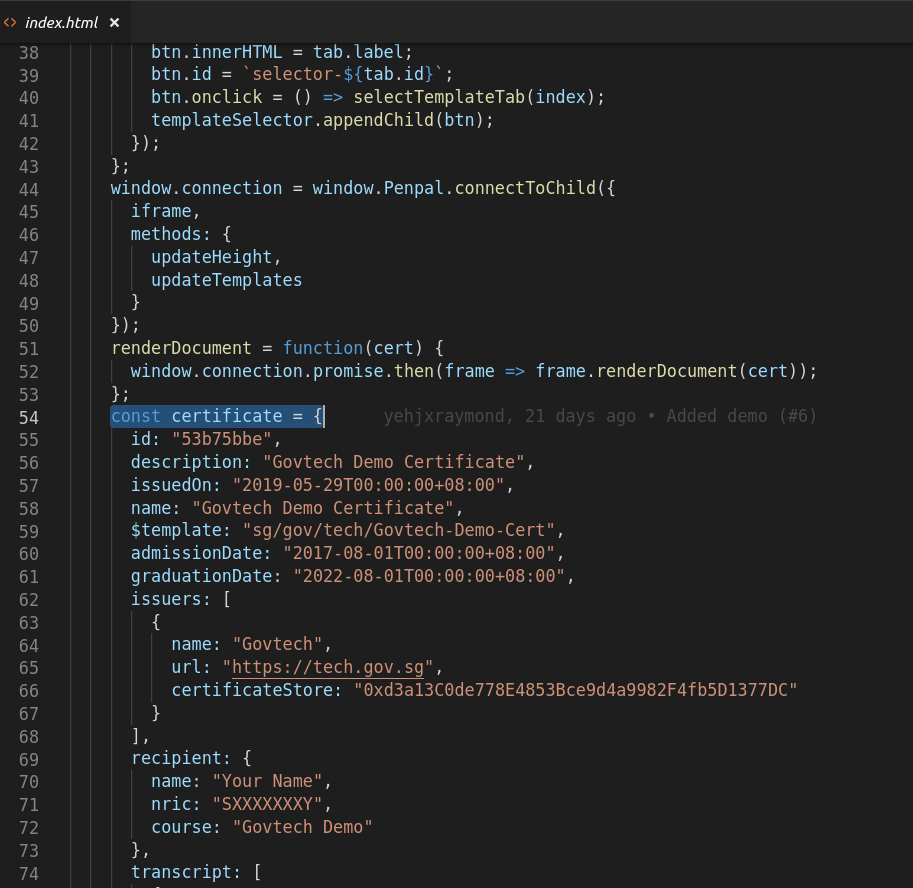 <> index.html ×
38 btn.innerHTML = tab.label;
39 btn.id = `selector-${tab.id}`;
40 btn.onclick = () => selectTemplateTab(index);
41 templateSelector.appendChild(btn);
42 });
43 };
44 window.connection = window.Penpal.connectToChild({
45 iframe,
46 methods: {
47 updateHeight,
48 updateTemplates
49 }
50 });
51 renderDocument = function(cert) {
52 window.connection.promise.then(frame => frame.renderDocument(cert));
53 };
54 const certificate = { yehjxraymond, 21 days ago • Added demo (#6)
55 id: "53b75bbe",
56 description: "Govtech Demo Certificate",
57 issuedOn: "2019-05-29T00:00:00+08:00",
58 name: "Govtech Demo Certificate",
59 $template: "sg/gov/tech/Govtech-Demo-Cert",
60 admissionDate: "2017-08-01T00:00:00+08:00",
61 graduationDate: "2022-08-01T00:00:00+08:00",
62 issuers: [
63 {
64 name: "Govtech",
65 url: "https://tech.gov.sg",
66 certificateStore: "0xd3a13C0de778E4853Bce9d4a9982F4fb5D1377DC"
67 }
68 ],
69 recipient: {
70 name: "Your Name",
71 nric: "SXXXXXXXY",
72 course: "Govtech Demo"
73 },
74 transcript: [